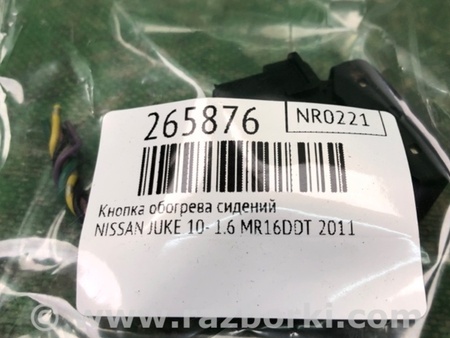 265876
NR0221
Кнопка обогрева сидений
NISSAN JUKE 10- 1.6 MR16DDT 2011
www.razborki.com